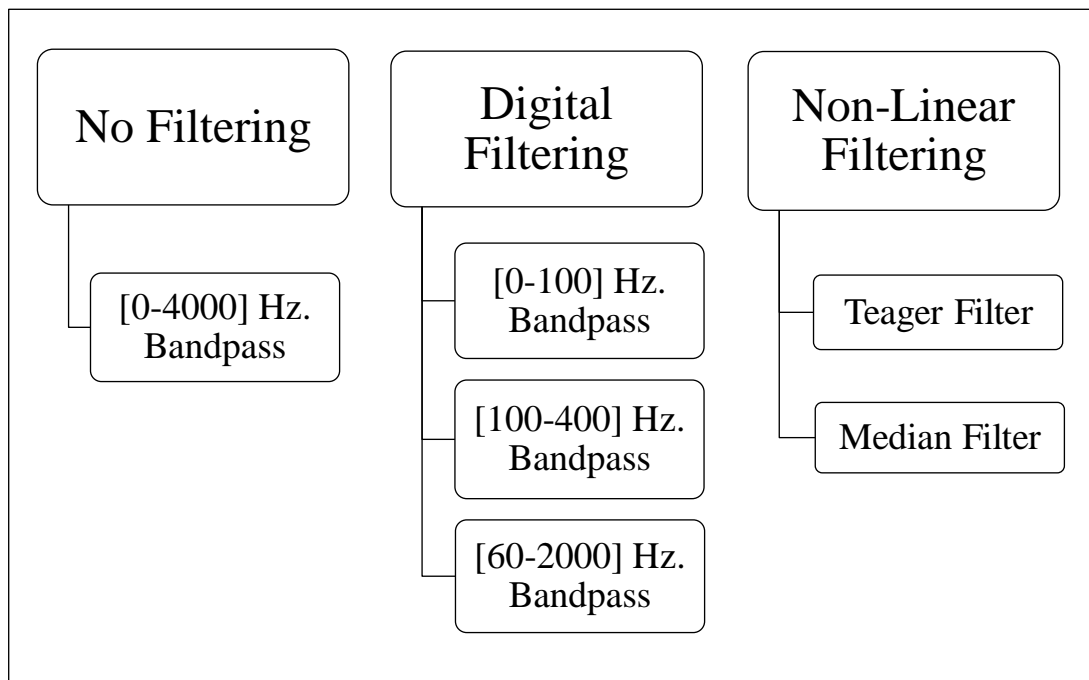 No Filtering
[0-4000] Hz.
Bandpass
Digital
Filtering
[0-100] Hz.
Bandpass
[100-400] Hz.
Bandpass
[60-2000] Hz.
Bandpass
Non-Linear
Filtering
Teager Filter
Median Filter